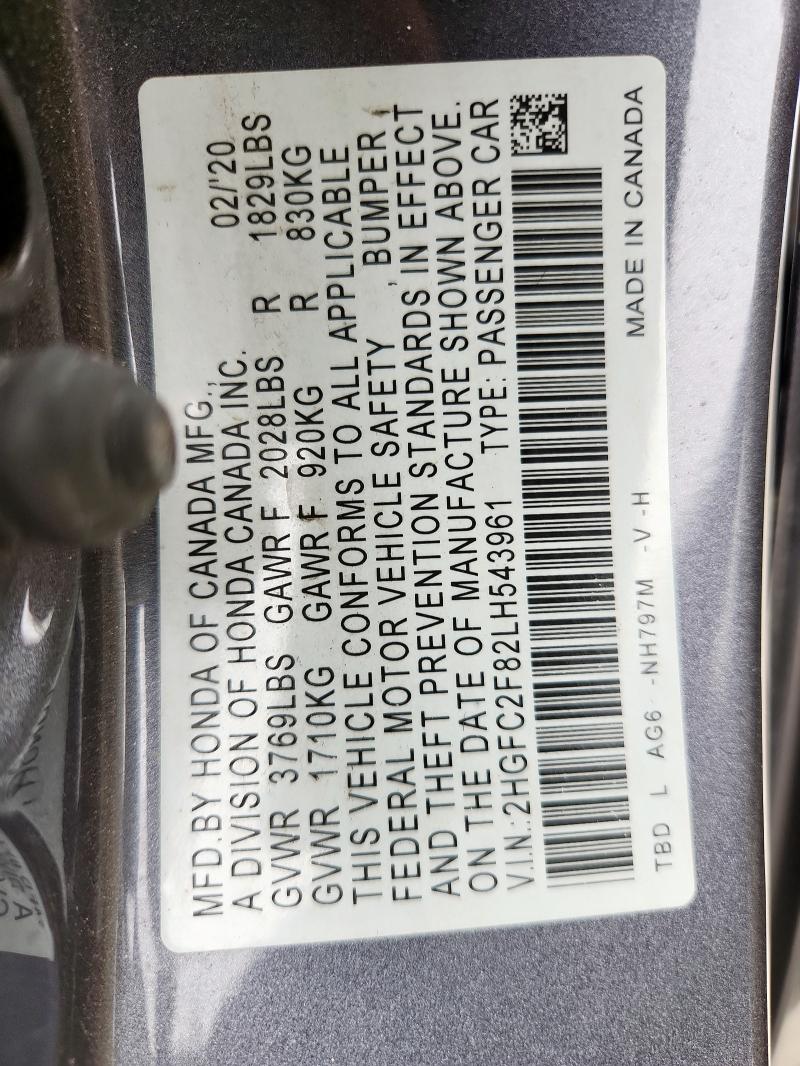 MFD.BY HONDA OF CANADA MFG.,
A DIVISION OF HONDA CANADA INC. 02/'20
GVWR 3769LBS GAWR F 2028LBS R 1829LBS
GVWR 1710KG GAWR F 920KG R 830KG
THIS VEHICLE CONFORMS TO ALL APPLICABLE
FEDERAL MOTOR VEHICLE SAFETY , BUMPER,
AND THEFT PREVENTION STANDARDS IN EFFECT
ON THE DATE OF MANUFACTURE SHOWN ABOVE.
V.I.N.:2HGFC2F82LH543961 TYPE: PASSENGER CAR
TBD L AG6 -NH797M -V -H MADE IN CANADA